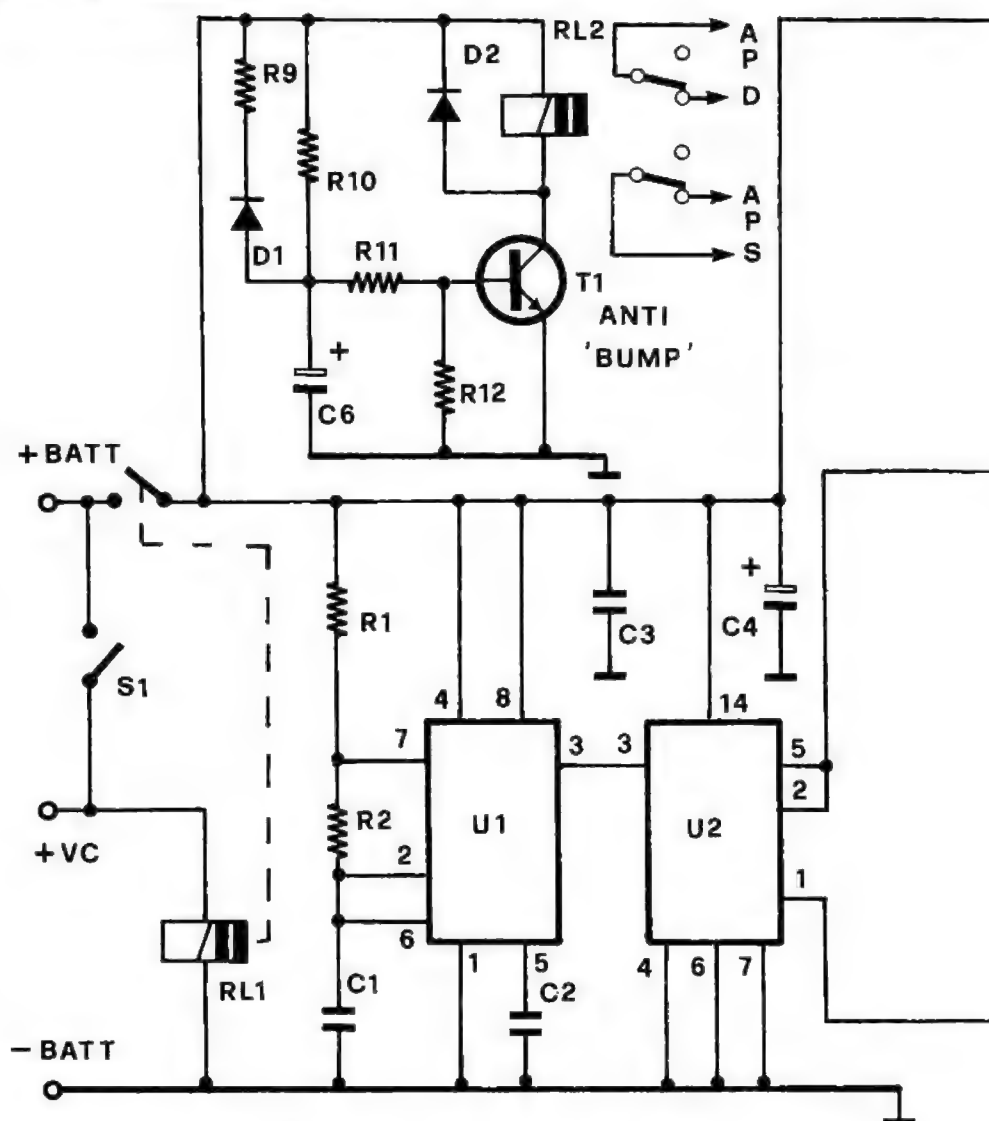 RL2
A
P
D
D2
R9
R10
A
P
S
D1
R11
T1
ANTI
'BUMP'
+
R12
C6
+BATT
+
R1
C3
C4
S1
4
8
14
7
3
3
5
2
R2
U1
U2
+VC
2
1
6
1
5
4
6
7
C1
C2
RL1
-BATT